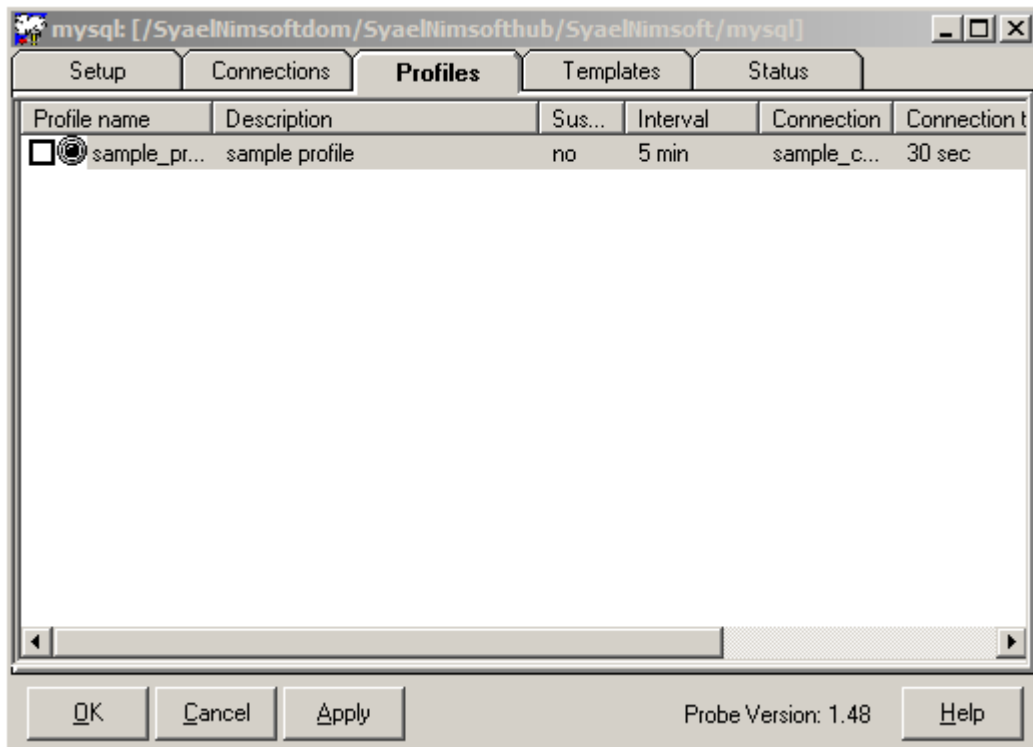 mysql: [/SyaelNimsoftdom/SyaelNimsofthub/SyaelNimsoft/mysql]
Setup Connections Profiles Templates Status
Profile name Description Sus... Interval Connection Connection t
sample_pr... sample profile no 5 min sample_c... 30 sec
OK Cancel Apply Probe Version: 1.48 Help